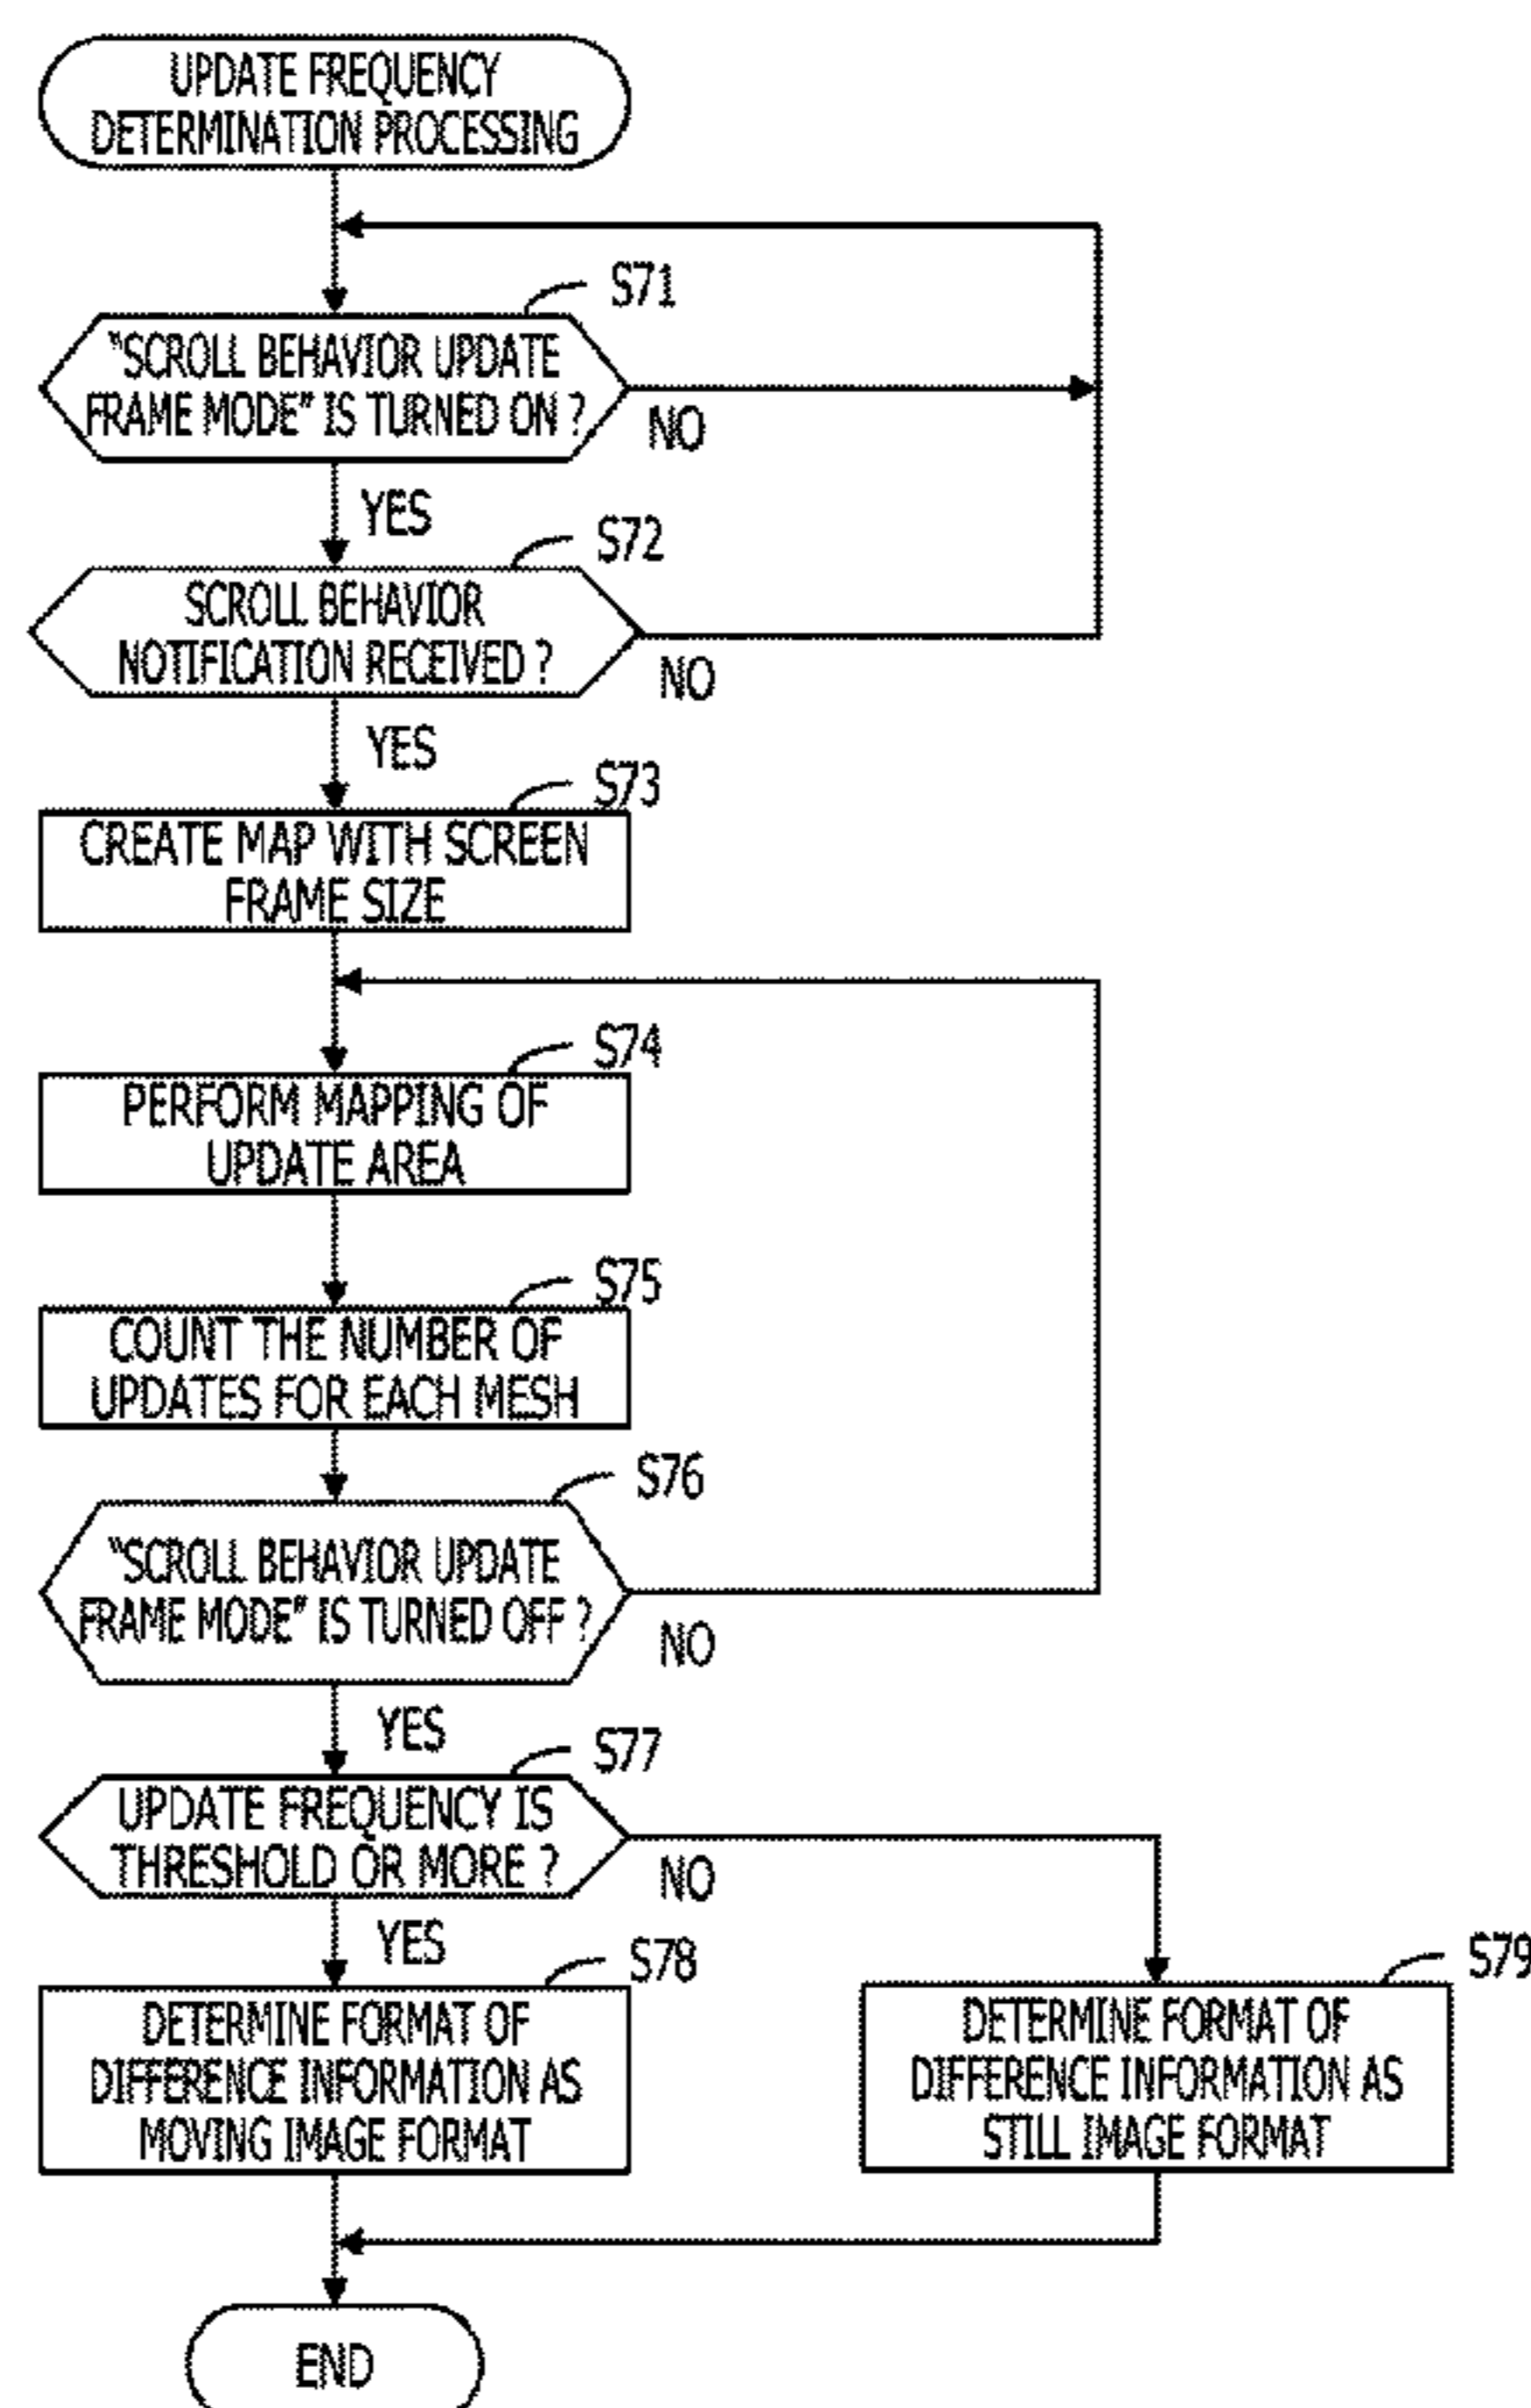 UPDATE FREQUENCY
DETERMINATION PROCESSING
S71
"SCROLL BEHAVIOR UPDATE
FRAME MODE" IS TURNED ON ?
NO
YES
S72
SCROLL BEHAVIOR
NOTIFICATION RECEIVED ?
NO
YES
S73
CREATE MAP WITH SCREEN
FRAME SIZE
S74
PERFORM MAPPING OF
UPDATE AREA
S75
COUNT THE NUMBER OF
UPDATES FOR EACH MESH
S76
"SCROLL BEHAVIOR UPDATE
FRAME MODE" IS TURNED OFF ?
NO
YES
S77
UPDATE FREQUENCY IS
THRESHOLD OR MORE ?
NO
YES
S78
DETERMINE FORMAT OF
DIFFERENCE INFORMATION AS
MOVING IMAGE FORMAT
S79
DETERMINE FORMAT OF
DIFFERENCE INFORMATION AS
STILL IMAGE FORMAT
END